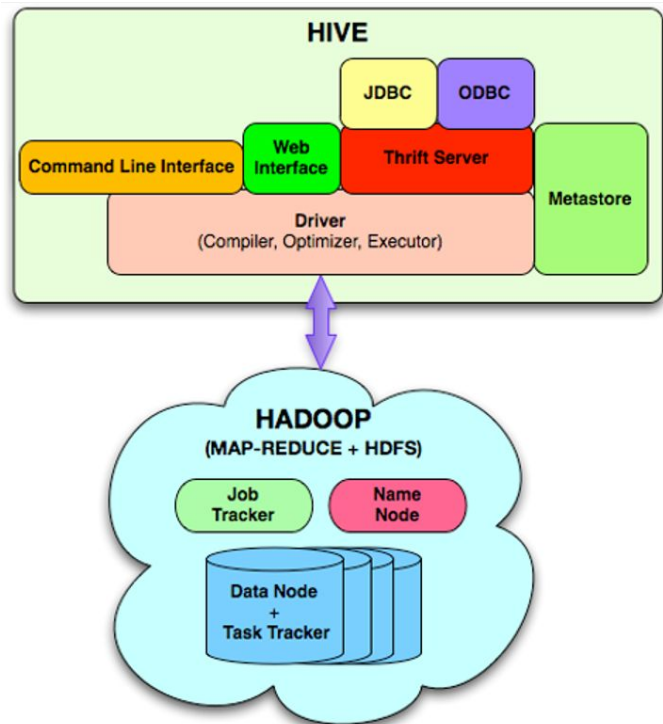 HIVE
JDBC
ODBC
Command Line Interface
Web
Interface
Thrift Server
Metastore
Driver
(Compiler, Optimizer, Executor)
HADOOP
(MAP-REDUCE + HDFS)
Job
Tracker
Name
Node
Data Node
+
Task Tracker